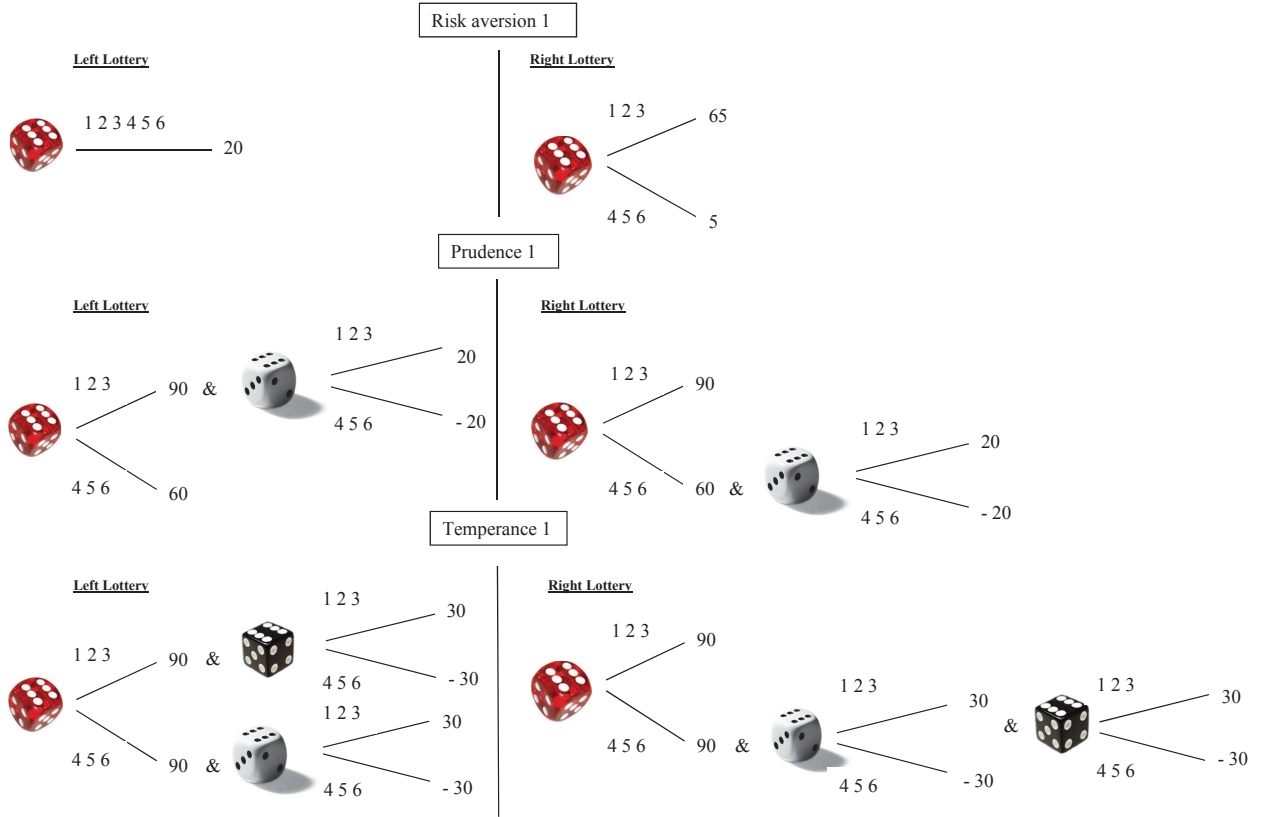 Risk aversion 1
Left Lottery
Right Lottery
1 2 3 4 5 6
20
1 2 3
65
4 5 6
5
Prudence 1
Left Lottery
Right Lottery
1 2 3
90 &
1 2 3
20
4 5 6
- 20
4 5 6
60
1 2 3
90
4 5 6
60 &
1 2 3
20
4 5 6
- 20
Temperance 1
Left Lottery
Right Lottery
1 2 3
90 &
1 2 3
30
4 5 6
- 30
4 5 6
90 &
1 2 3
30
4 5 6
- 30
1 2 3
90
4 5 6
90 &
1 2 3
30
4 5 6
- 30
&
1 2 3
30
4 5 6
- 30